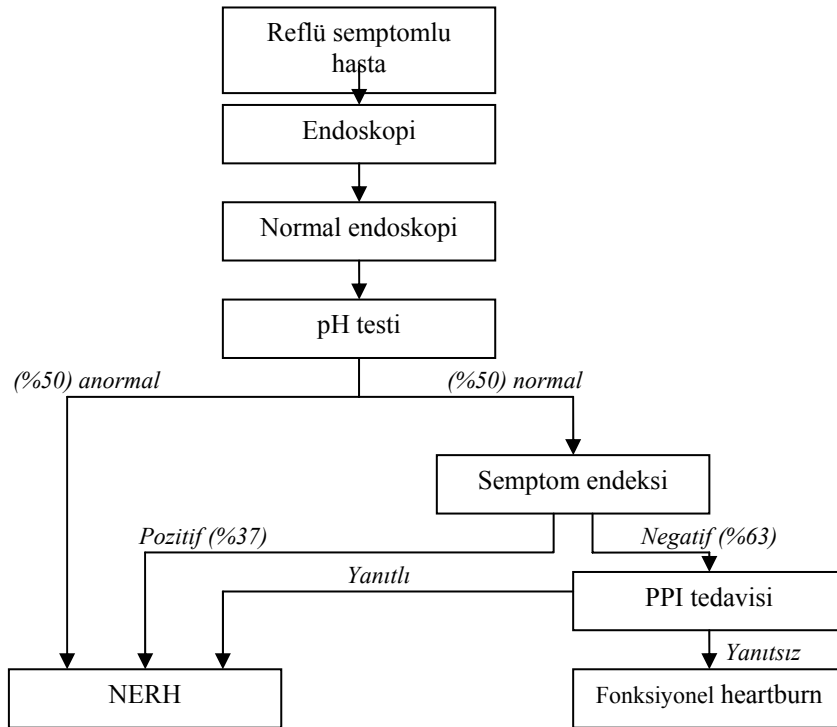 Reflü semptomlu
hasta
Endoskopi
Normal endoskopi
pH testi
(%50) anormal
(%50) normal
Semptom endeksi
Pozitif (%37)
Negatif (%63)
Yanıtlı
PPI tedavisi
Yanıtsız
NERH
Fonksiyonel heartburn